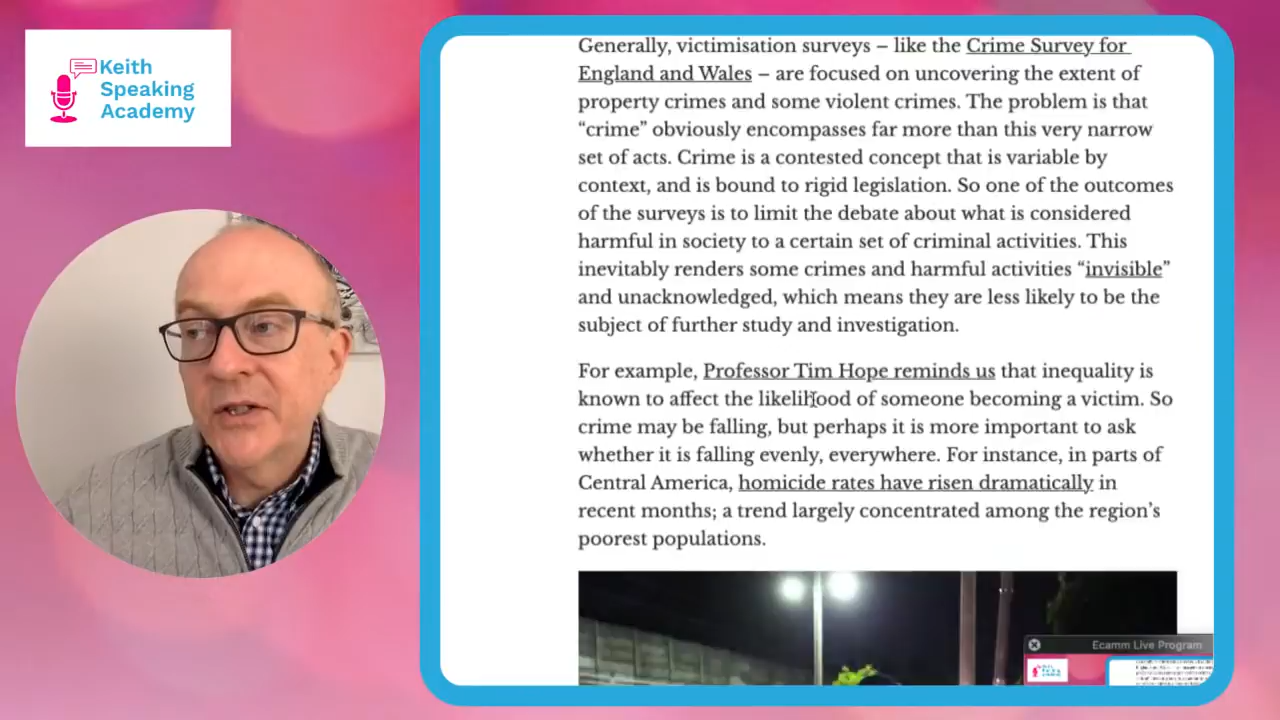 Keith
Speaking
Academy
Generally, victimisation surveys – like the Crime Survey for
England and Wales – are focused on uncovering the extent of
property crimes and some violent crimes. The problem is that
“crime” obviously encompasses far more than this very narrow
set of acts. Crime is a contested concept that is variable by
context, and is bound to rigid legislation. So one of the outcomes
of the surveys is to limit the debate about what is considered
harmful in society to a certain set of criminal activities. This
inevitably renders some crimes and harmful activities “invisible”
and unacknowledged, which means they are less likely to be the
subject of further study and investigation.
For example, Professor Tim Hope reminds us that inequality is
known to affect the likelihood of someone becoming a victim. So
crime may be falling, but perhaps it is more important to ask
whether it is falling evenly, everywhere. For instance, in parts of
Central America, homicide rates have risen dramatically in
recent months; a trend largely concentrated among the region’s
poorest populations.
Ecamm Live Program